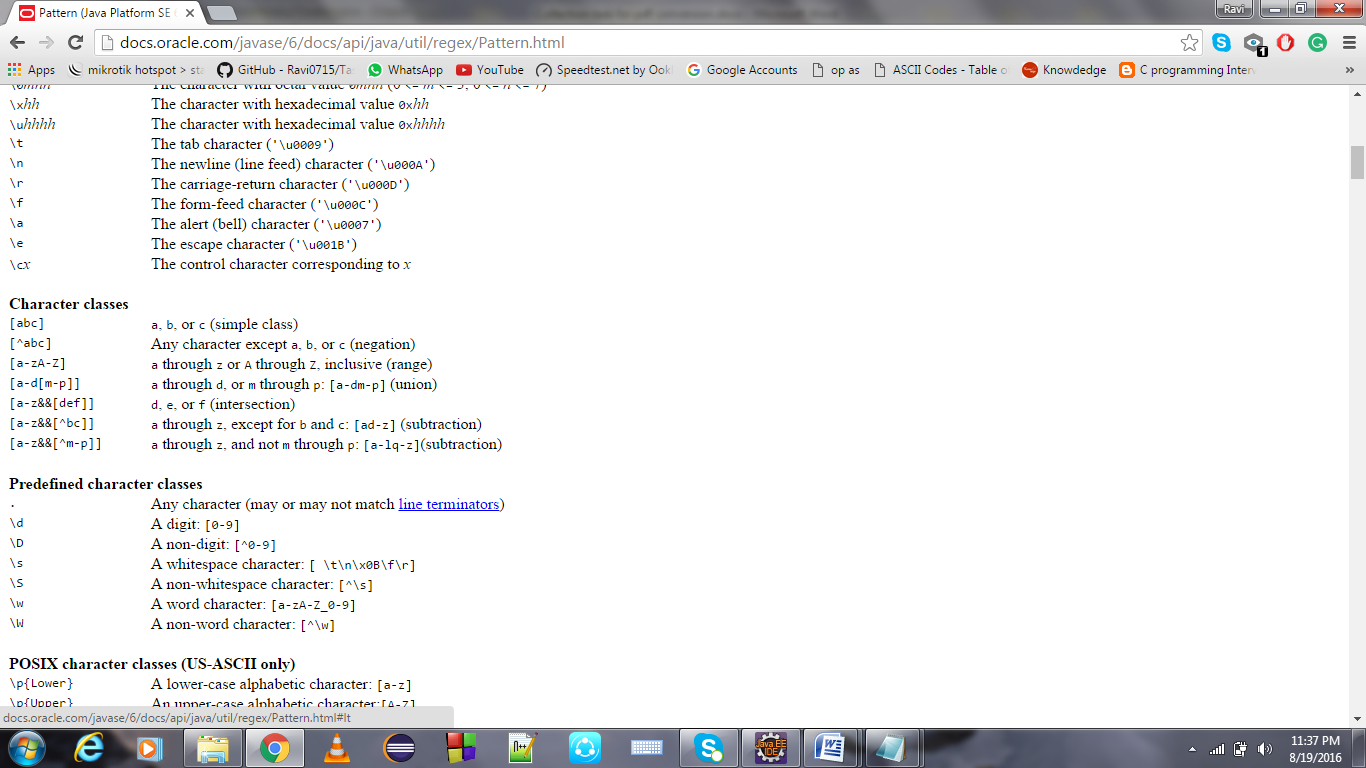 Pattern (Java Platform SE
Ravi
docs.oracle.com/javase/6/docs/api/java/util/regex/Pattern.html
1
Apps mikrotik hotspot > sta GitHub - Ravi0715/Ta WhatsApp YouTube Speedtest.net by Ook Google Accounts op as ASCII Codes - Table o Knowdedge C programming Inter »
\0mnn The character with octal value 0mnn (0 <= m <= 3, 0 <= n <= 7)
\xhh The character with hexadecimal value 0xhh
\uhhhh The character with hexadecimal value 0xhhhh
\t The tab character ('\u0009')
\n The newline (line feed) character ('\u000A')
\r The carriage-return character ('\u000D')
\f The form-feed character ('\u000C')
\a The alert (bell) character ('\u0007')
\e The escape character ('\u001B')
\cx The control character corresponding to x
Character classes
[abc] a, b, or c (simple class)
[^abc] Any character except a, b, or c (negation)
[a-zA-Z] a through z or A through Z, inclusive (range)
[a-d[m-p]] a through d, or m through p: [a-dm-p] (union)
[a-z&&[def]] d, e, or f (intersection)
[a-z&&[^bc]] a through z, except for b and c: [ad-z] (subtraction)
[a-z&&[^m-p]] a through z, and not m through p: [a-lq-z](subtraction)
Predefined character classes
. Any character (may or may not match line terminators)
\d A digit: [0-9]
\D A non-digit: [^0-9]
\s A whitespace character: [ \t\n\x0B\f\r]
\S A non-whitespace character: [^\s]
\w A word character: [a-zA-Z_0-9]
\W A non-word character: [^\w]
POSIX character classes (US-ASCII only)
\p{Lower} A lower-case alphabetic character: [a-z]
\p{Upper} An upper-case alphabetic character:[A-Z]
docs.oracle.com/javase/6/docs/api/java/util/regex/Pattern.html#lt
N++
Java EE
IDE
W
11:37 PM
8/19/2016